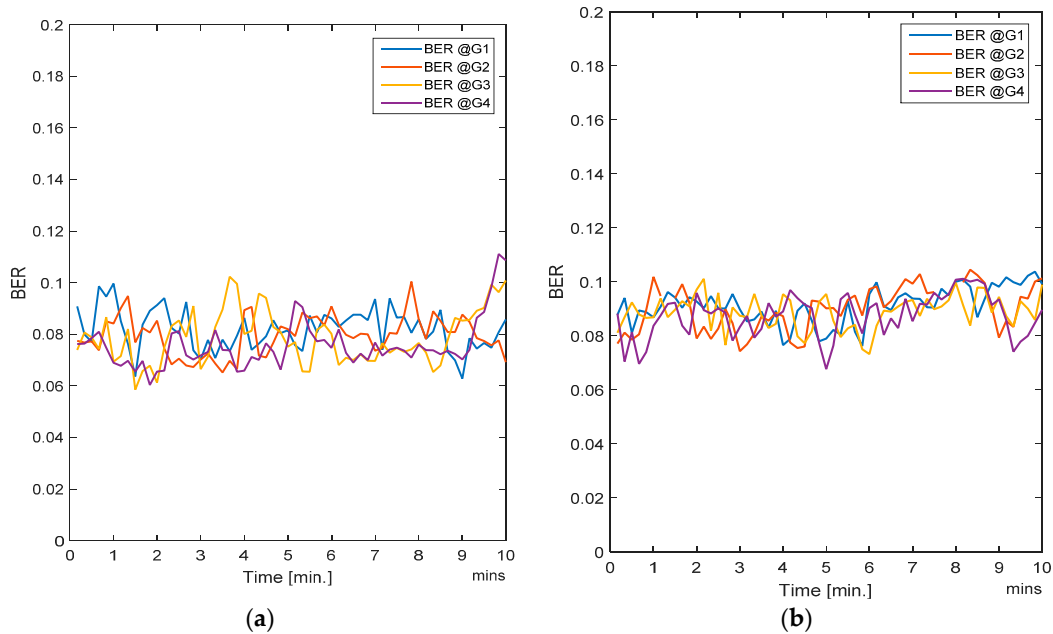 0.2
0.18
0.16
0.14
0.12
0.1
0.08
0.06
0.04
0.02
0
BER
BER @G1
BER @G2
BER @G3
BER @G4
0 1 2 3 4 5 6 7 8 9 10
Time [min.] mins
(a)
0.2
0.18
0.16
0.14
0.12
0.1
0.08
0.06
0.04
0.02
0
BER
BER @G1
BER @G2
BER @G3
BER @G4
0 1 2 3 4 5 6 7 8 9 10
Time [min.] mins
(b)